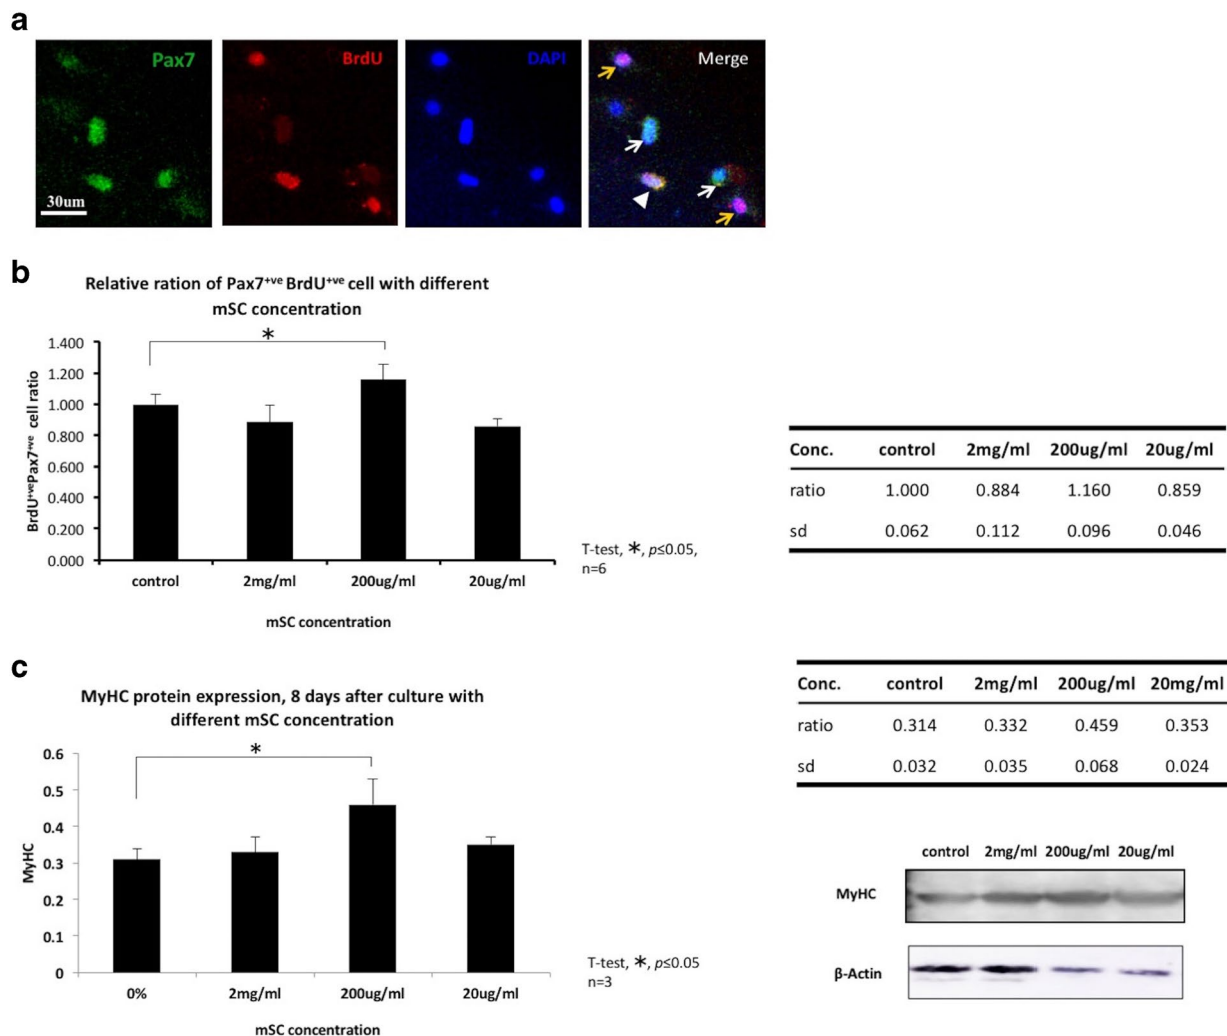 a
Pax7
BrdU
DAPI
Merge
30um
b
Relative ration of Pax7+ve BrdU+ve cell with different
mSC concentration
*
1.400
1.200
1.000
0.800
0.600
0.400
0.200
0.000
BrdU+vePax7+ve cell ratio
control 2mg/ml 200ug/ml 20ug/ml
mSC concentration
T-test, *, p≤0.05,
n=6
Conc. control 2mg/ml 200ug/ml 20ug/ml
ratio 1.000 0.884 1.160 0.859
sd 0.062 0.112 0.096 0.046
c
MyHC protein expression, 8 days after culture with
different mSC concentration
*
0.6
0.5
0.4
0.3
0.2
0.1
0
MyHC
0% 2mg/ml 200ug/ml 20ug/ml
mSC concentration
T-test, *, p≤0.05
n=3
Conc. control 2mg/ml 200ug/ml 20mg/ml
ratio 0.314 0.332 0.459 0.353
sd 0.032 0.035 0.068 0.024
control 2mg/ml 200ug/ml 20ug/ml
MyHC
β-Actin